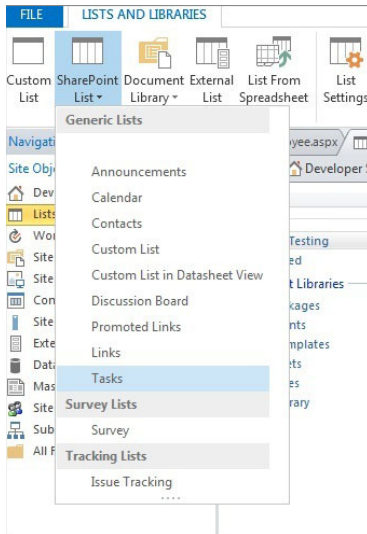 FILE LISTS AND LIBRARIES
Custom SharePoint Document External List From List
List List Library List Spreadsheet Settings
Generic Lists
Announcements
Calendar
Contacts
Custom List
Custom List in Datasheet View
Discussion Board
Promoted Links
Links
Tasks
Survey Lists
Survey
Tracking Lists
Issue Tracking
Navigati
Site Obj
Dev
Lists
Wor
Site
Site
Con
Site
Exte
Data
Mas
Site
Sub
All F
yee.aspx
Developer S
Testing
ed
t Libraries
kages
nts
mplates
ets
es
rary